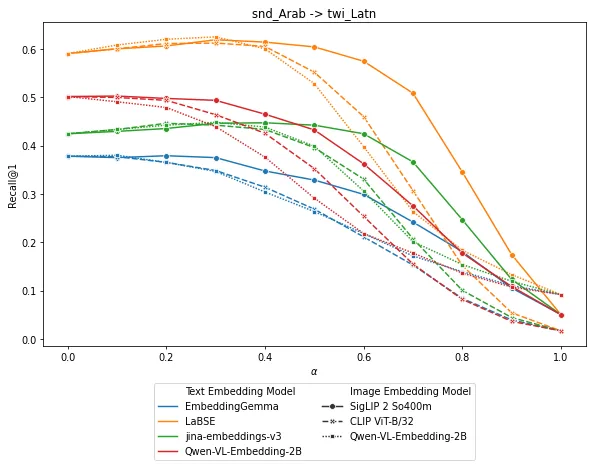 snd_Arab -> twi_Latn
Recall@1
0.6
0.5
0.4
0.3
0.2
0.1
0.0
0.0 0.2 0.4 0.6 0.8 1.0
α
Text Embedding Model Image Embedding Model
EmbeddingGemma SigLIP 2 So400m
LaBSE CLIP ViT-B/32
jina-embeddings-v3 Qwen-VL-Embedding-2B
Qwen-VL-Embedding-2B